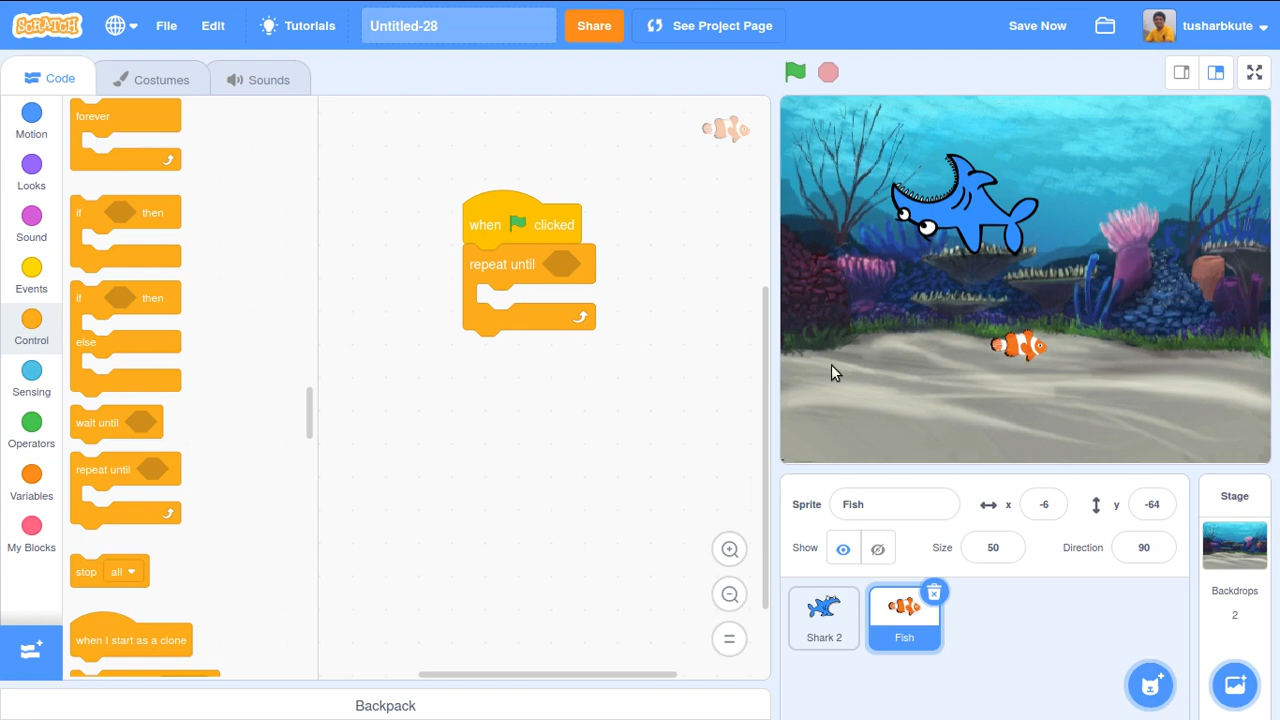 SCRATCH File Edit Tutorials Untitled-28 Share See Project Page Save Now tusharbkute
Code Costumes Sounds
Motion
Looks
Sound
Events
Control
Sensing
Operators
Variables
My Blocks
forever
if then
if then
else
wait until
repeat until
stop all
when I start as a clone
when clicked
repeat until
Sprite Fish x -6 y -64
Show Size 50 Direction 90
Shark 2
Fish
Stage
Backdrops
2
Backpack